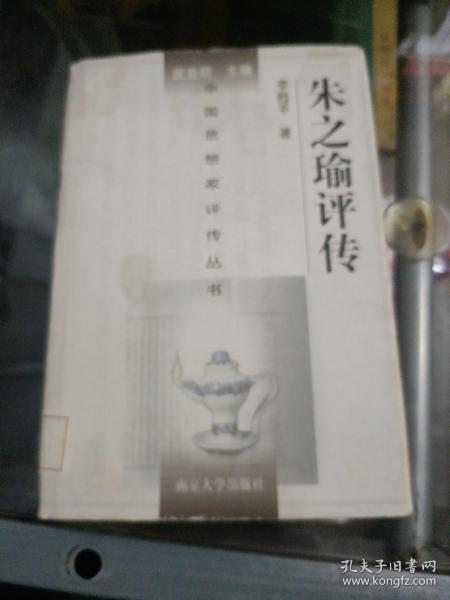 朱之瑜评传
李甦平 著
匡亚明 主编
中国思想家评传丛书
南京大学出版社
孔夫子旧书网
www.kongfz.com